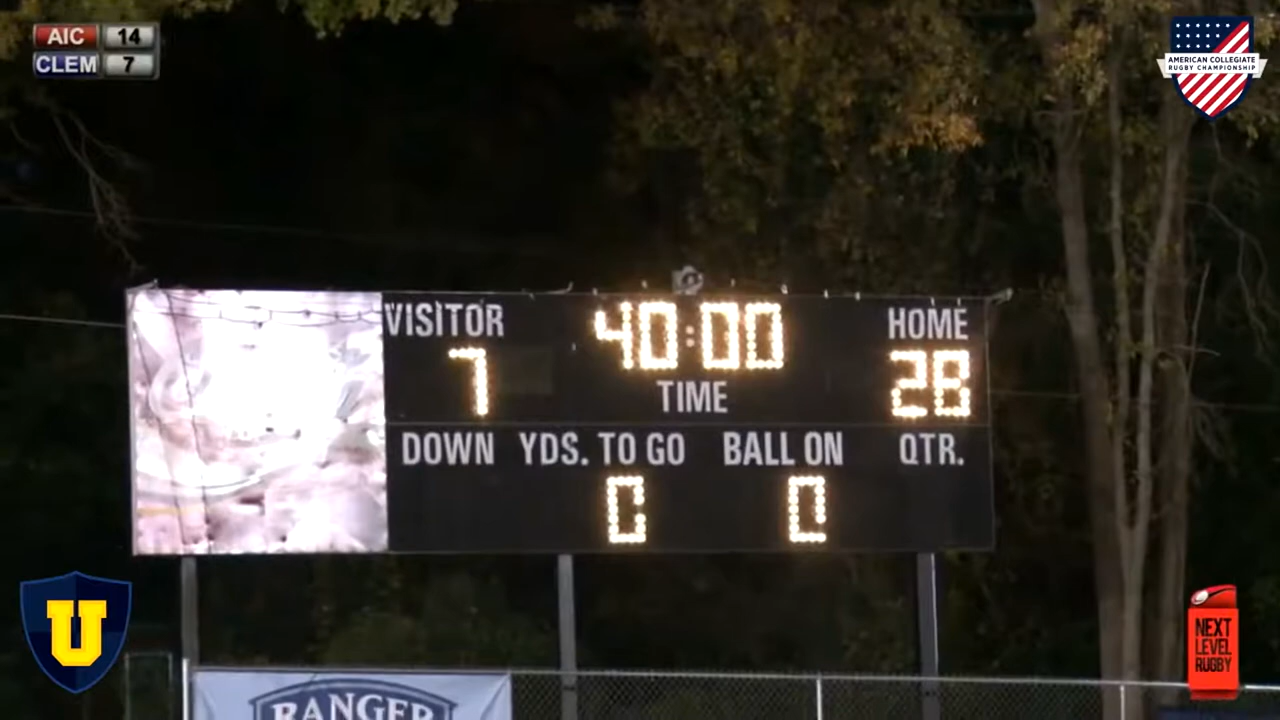 AIC 14
CLEM 7
AMERICAN COLLEGIATE
RUGBY CHAMPIONSHIP
VISITOR 40:00 HOME
7 TIME 28
DOWN YDS. TO GO BALL ON QTR.
0 0
U
NEXT
LEVEL
RUGBY
RANGER